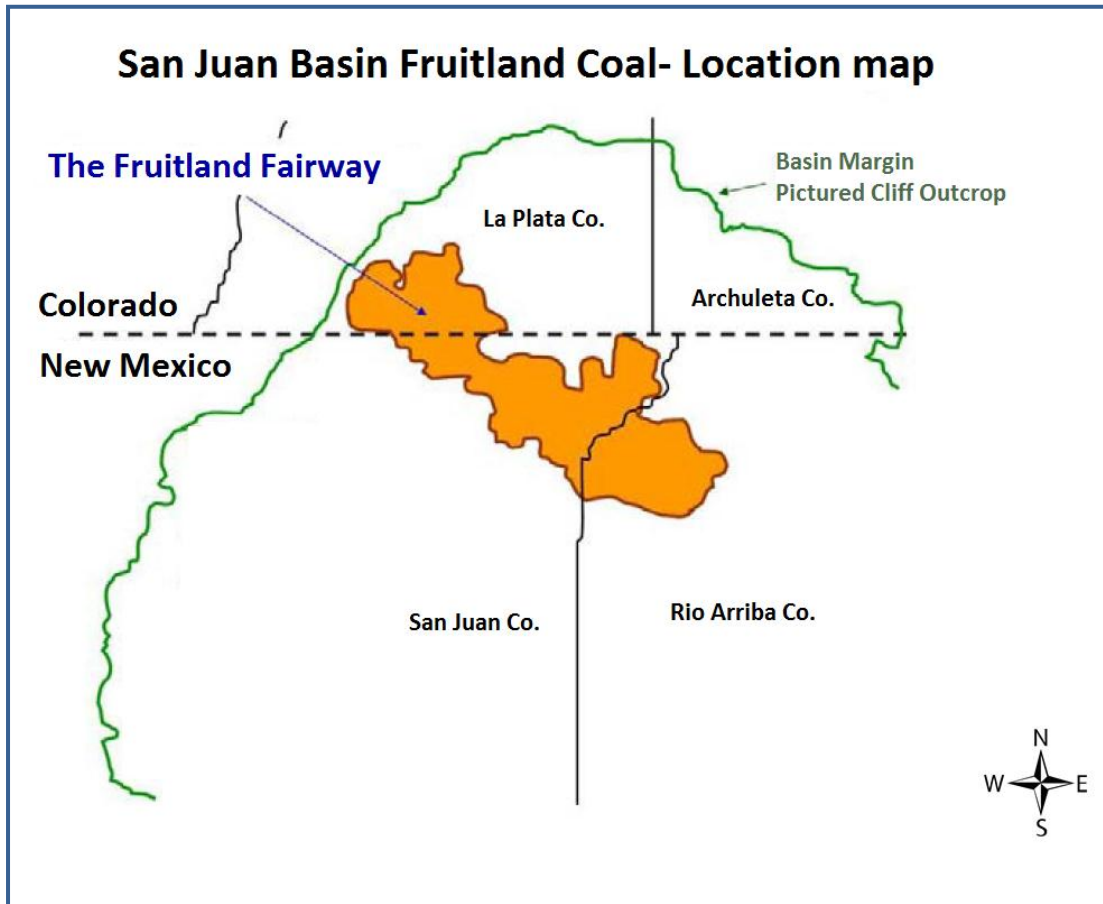 San Juan Basin Fruitland Coal- Location map
The Fruitland Fairway
Basin Margin
Pictured Cliff Outcrop
La Plata Co.
Archuleta Co.
Colorado
New Mexico
San Juan Co.
Rio Arriba Co.
N
W E
S